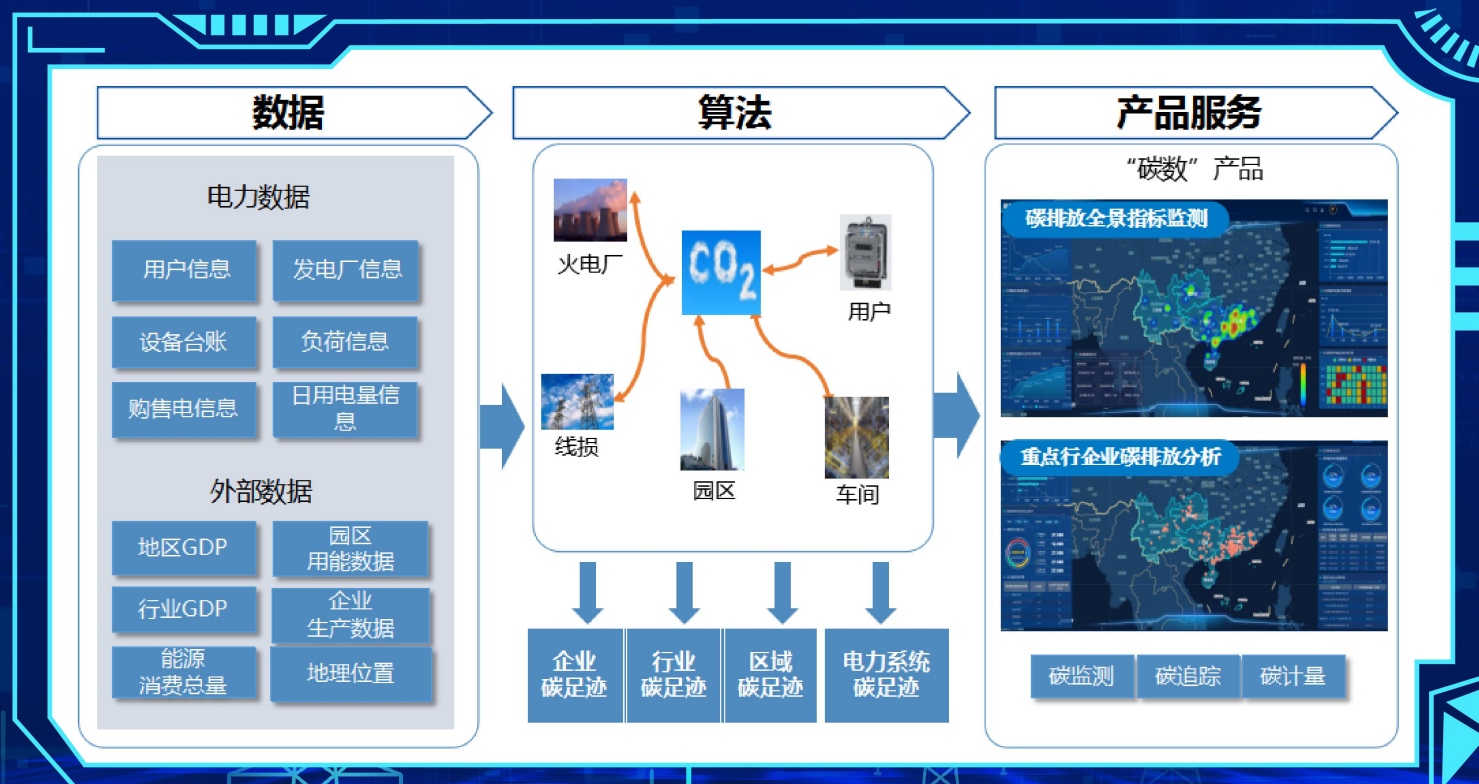 数据
算法
产品服务
电力数据
用户信息
发电厂信息
设备台账
负荷信息
购售电信息
日用电量信
息
外部数据
地区GDP
园区
用能数据
行业GDP
企业
生产数据
能源
消费总量
地理位置
火电厂
CO2
用户
线损
园区
车间
企业
碳足迹
行业
碳足迹
区域
碳足迹
电力系统
碳足迹
“碳数”产品
碳排放全景指标监测
重点行企业碳排放分析
碳监测
碳追踪
碳计量